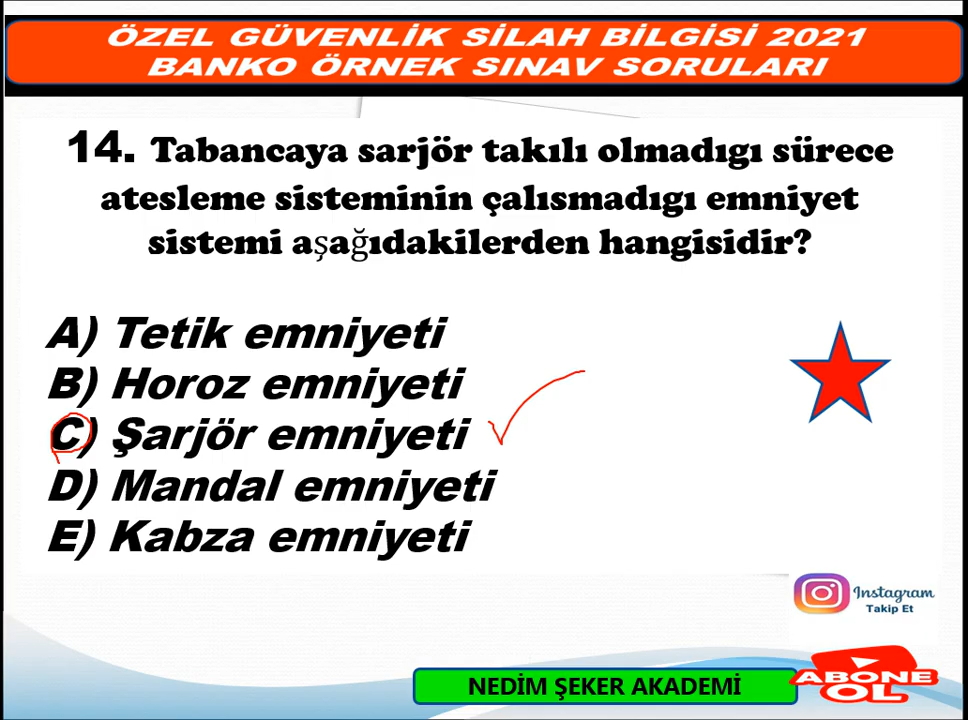 ÖZEL GÜVENLİK SİLAH BİLGİSİ 2021
BANKO ÖRNEK SINAV SORULARI
14. Tabancaya sarjör takılı olmadıgı sürece
atesleme sisteminin çalısmadıgı emniyet
sistemi aşağıdakilerden hangisidir?
A) Tetik emniyeti
B) Horoz emniyeti
C) Şarjör emniyeti
D) Mandal emniyeti
E) Kabza emniyeti
Instagram
Takip Et
NEDİM ŞEKER AKADEMİ
ABONE
OL